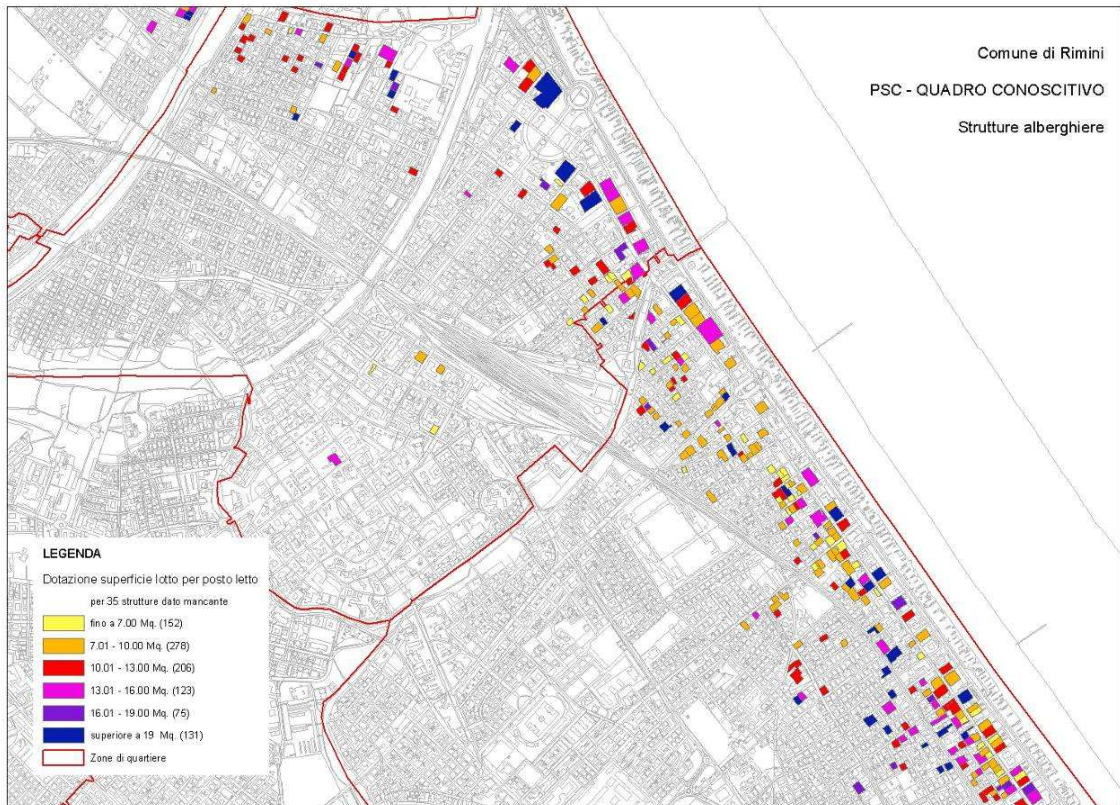 Comune di Rimini
PSC - QUADRO CONOSCITIVO
Strutture alberghiere
LEGENDA
Dotazione superficie lotto per posto letto
per 35 strutture dato mancante
fino a 7.00 Mq. (152)
7.01 - 10.00 Mq. (278)
10.01 - 13.00 Mq. (206)
13.01 - 16.00 Mq. (123)
16.01 - 19.00 Mq. (75)
superiore a 19 Mq. (131)
Zone di quartiere